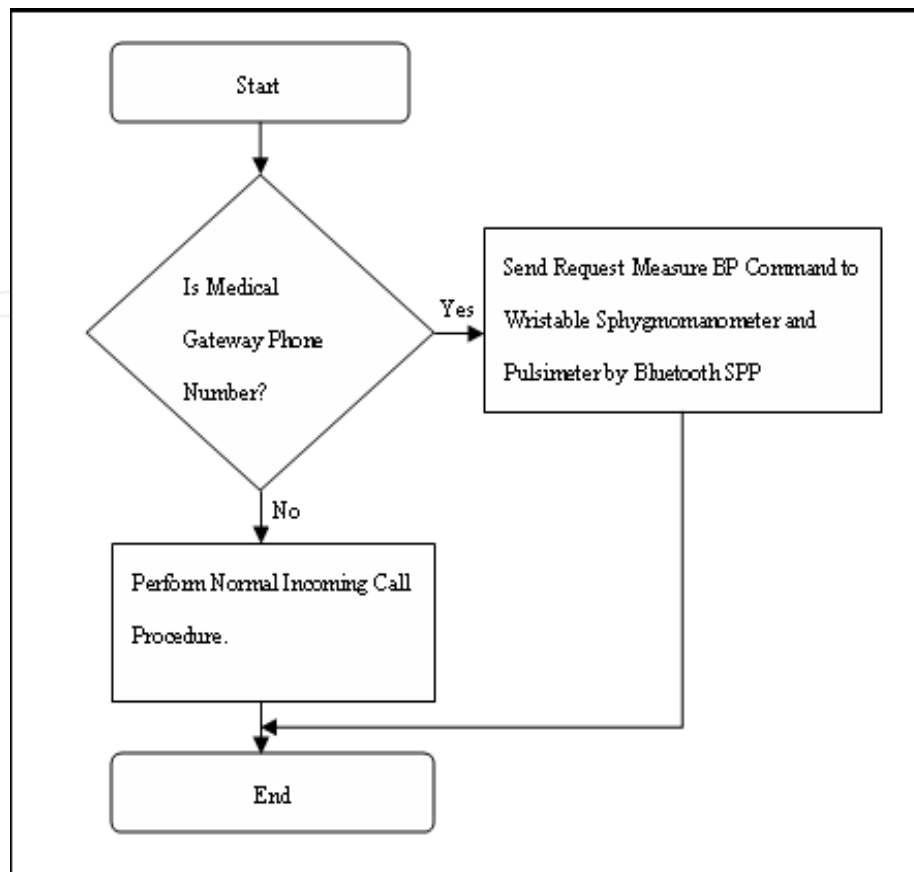 Start
Is Medical
Gateway Phone
Number?
Yes
Send Request Measure BP Command to
Wristable Sphygmomanometer and
Pulsimeter by Bluetooth SPP
No
Perform Normal Incoming Call
Procedure.
End